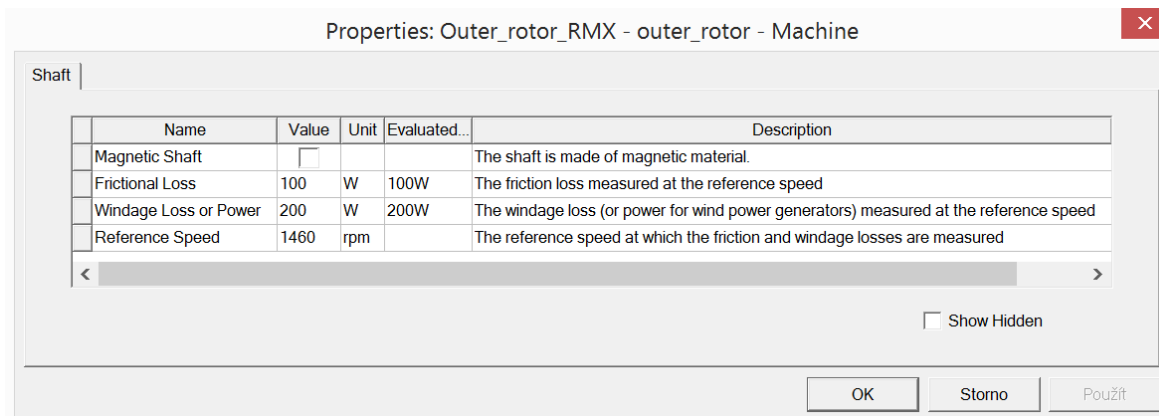 Properties: Outer_rotor_RMX - outer_rotor - Machine
Shaft
Name Value Unit Evaluated... Description
Magnetic Shaft The shaft is made of magnetic material.
Frictional Loss 100 W 100W The friction loss measured at the reference speed
Windage Loss or Power 200 W 200W The windage loss (or power for wind power generators) measured at the reference speed
Reference Speed 1460 rpm The reference speed at which the friction and windage losses are measured
Show Hidden
OK Storno Použít